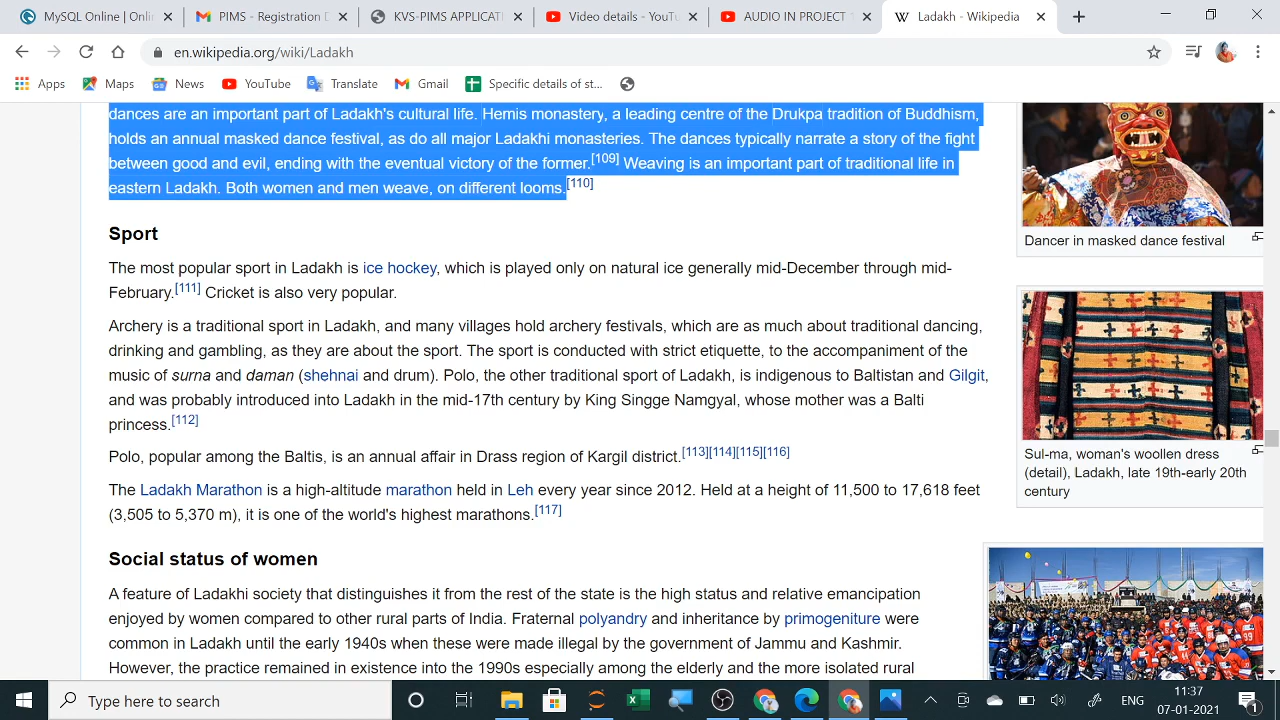 MySQL Online | Onlin
PIMS - Registration D
KVS-PIMS APPLICATI
Video details - YouTu
AUDIO IN PROJECT T
Ladakh - Wikipedia
en.wikipedia.org/wiki/Ladakh
Apps
Maps
News
YouTube
Translate
Gmail
Specific details of st...
dances are an important part of Ladakh's cultural life. Hemis monastery, a leading centre of the Drukpa tradition of Buddhism,
holds an annual masked dance festival, as do all major Ladakhi monasteries. The dances typically narrate a story of the fight
between good and evil, ending with the eventual victory of the former.[109] Weaving is an important part of traditional life in
eastern Ladakh. Both women and men weave, on different looms.[110]
Dancer in masked dance festival
Sport
The most popular sport in Ladakh is ice hockey, which is played only on natural ice generally mid-December through mid-
February.[111] Cricket is also very popular.
Archery is a traditional sport in Ladakh, and many villages hold archery festivals, which are as much about traditional dancing,
drinking and gambling, as they are about the sport. The sport is conducted with strict etiquette, to the accompaniment of the
music of surna and daman (shehnai and drum). Polo, the other traditional sport of Ladakh, is indigenous to Baltistan and Gilgit,
and was probably introduced into Ladakh in the mid-17th century by King Singge Namgyal, whose mother was a Balti
princess.[112]
Polo, popular among the Baltis, is an annual affair in Drass region of Kargil district.[113][114][115][116]
Sul-ma, woman's woollen dress
(detail), Ladakh, late 19th-early 20th
century
The Ladakh Marathon is a high-altitude marathon held in Leh every year since 2012. Held at a height of 11,500 to 17,618 feet
(3,505 to 5,370 m), it is one of the world's highest marathons.[117]
Social status of women
A feature of Ladakhi society that distinguishes it from the rest of the state is the high status and relative emancipation
enjoyed by women compared to other rural parts of India. Fraternal polyandry and inheritance by primogeniture were
common in Ladakh until the early 1940s when these were made illegal by the government of Jammu and Kashmir.
However, the practice remained in existence into the 1990s especially among the elderly and the more isolated rural
Type here to search
ENG
11:37
07-01-2021
1